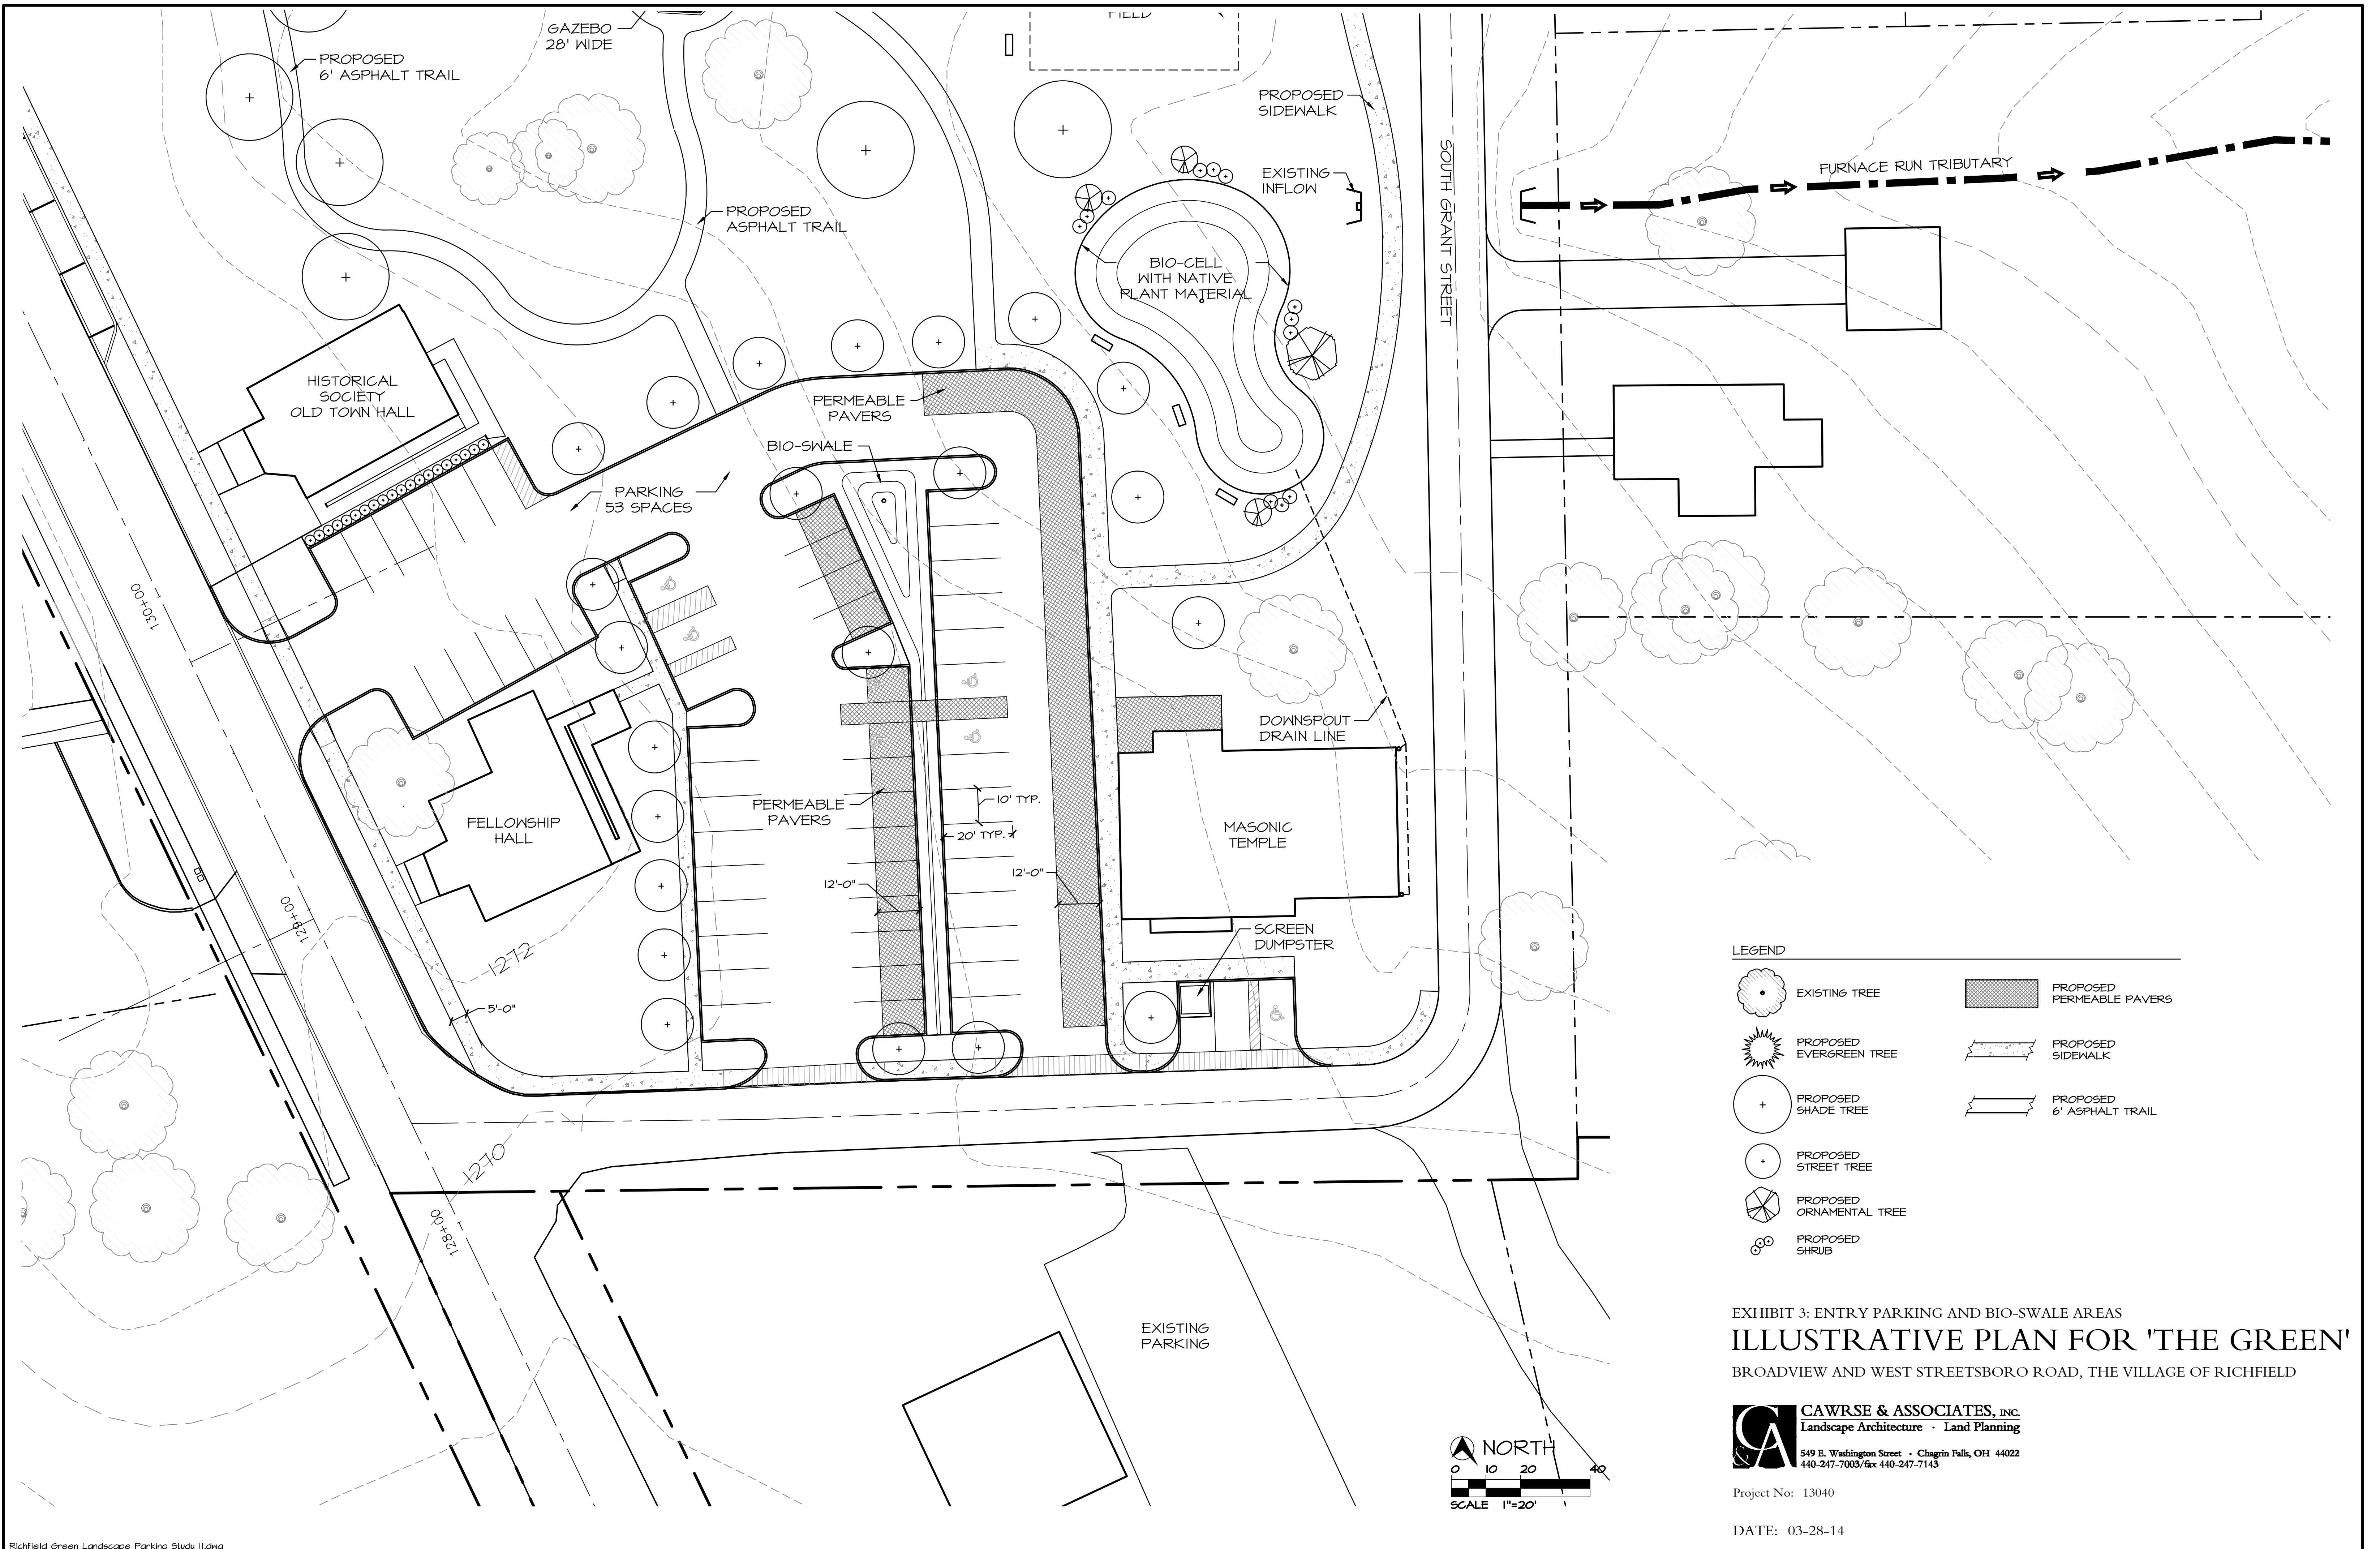 GAZEBO
28' WIDE
PROPOSED
6' ASPHALT TRAIL
PROPOSED
SIDEWALK
EXISTING
INFLOW
SOUTH GRANT STREET
FURNACE RUN TRIBUTARY
PROPOSED
ASPHALT TRAIL
BIO-CELL
WITH NATIVE
PLANT MATERIAL
HISTORICAL
SOCIETY
OLD TOWN HALL
PERMEABLE
PAVERS
BIO-SWALE
PARKING
53 SPACES
130+00
DOWNSPOUT
DRAIN LINE
PERMEABLE
PAVERS
10' TYP.
20' TYP.
FELLOWSHIP
HALL
MASONIC
TEMPLE
12'-0"
12'-0"
129+00
SCREEN
DUMPSTER
1272
5'-0"
1270
128+00
EXISTING
PARKING
LEGEND
EXISTING TREE
PROPOSED
EVERGREEN TREE
PROPOSED
SHADE TREE
PROPOSED
STREET TREE
PROPOSED
ORNAMENTAL TREE
PROPOSED
SHRUB
PROPOSED
PERMEABLE PAVERS
PROPOSED
SIDEWALK
PROPOSED
6' ASPHALT TRAIL
EXHIBIT 3: ENTRY PARKING AND BIO-SWALE AREAS
ILLUSTRATIVE PLAN FOR 'THE GREEN'
BROADVIEW AND WEST STREETSBORO ROAD, THE VILLAGE OF RICHFIELD
C&A
CAWRSE & ASSOCIATES, INC.
Landscape Architecture · Land Planning
549 E. Washington Street · Chagrin Falls, OH 44022
440-247-7003/fax 440-247-7143
Project No: 13040
DATE: 03-28-14
NORTH
0 10 20 40
SCALE 1"=20'
Richfield Green Landscape Parking Study 11.dwg